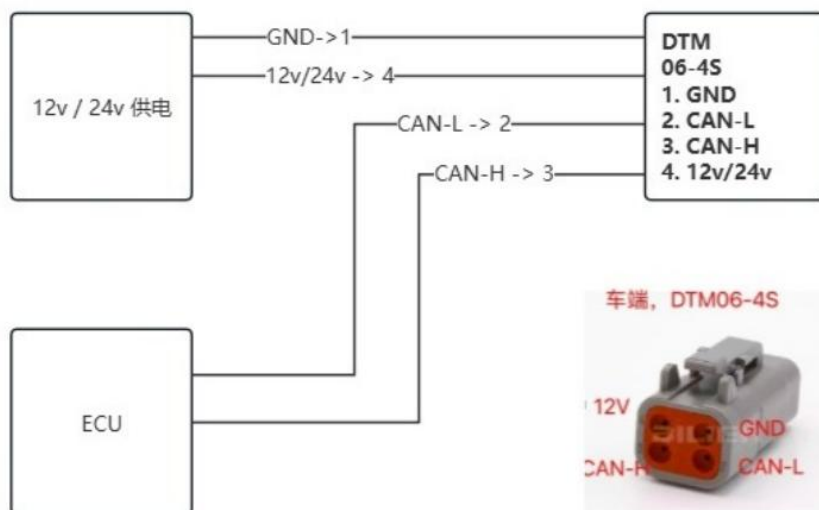 GND->1
12v/24v -> 4
12v / 24v 供电
CAN-L -> 2
CAN-H -> 3
DTM
06-4S
1. GND
2. CAN-L
3. CAN-H
4. 12v/24v
ECU
车端，DTM06-4S
12V
GND
CAN-H
CAN-L